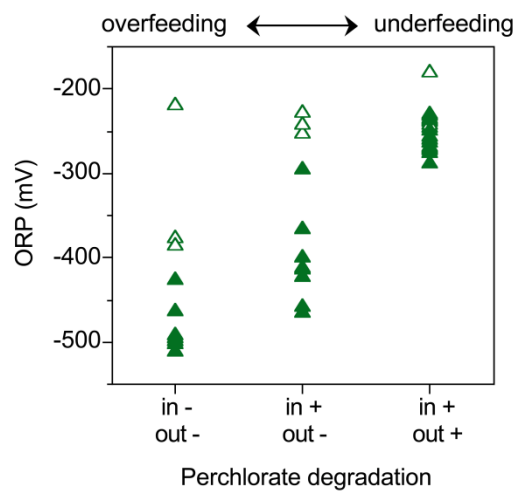 overfeeding underfeeding
-200
-300
-400
-500
ORP (mV)
in - in + in +
out - out - out +
Perchlorate degradation